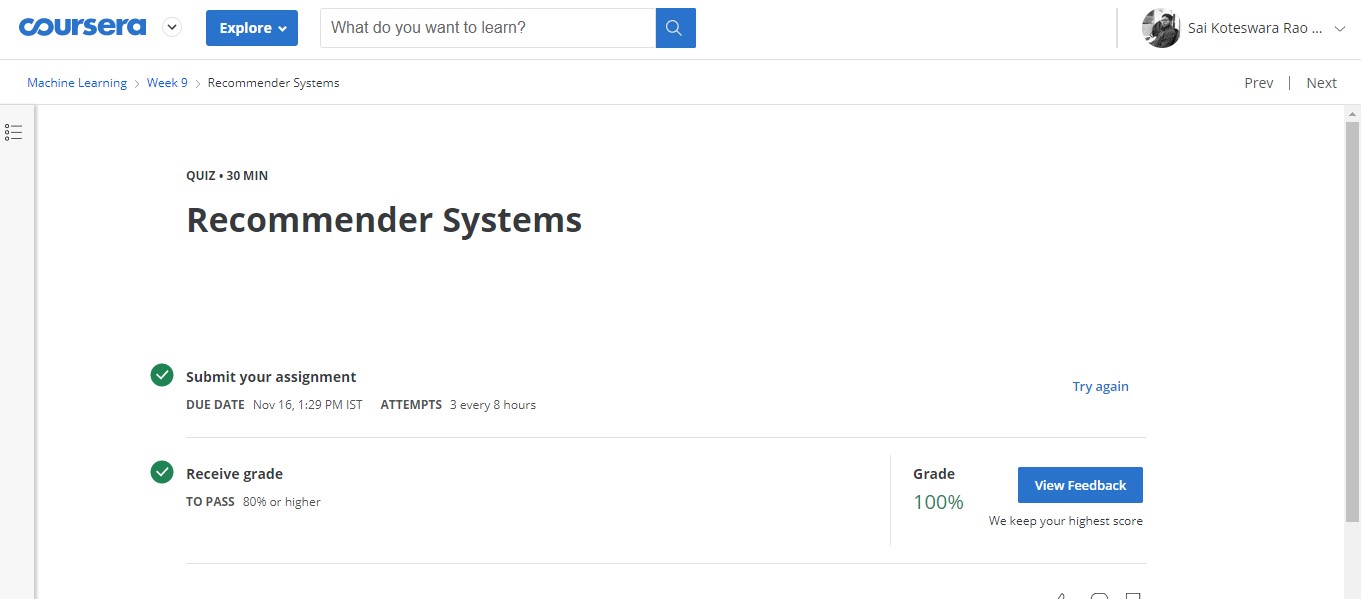 coursera Explore What do you want to learn? Sai Koteswara Rao ...
Machine Learning > Week 9 > Recommender Systems Prev | Next
QUIZ • 30 MIN
Recommender Systems
Submit your assignment
Try again
DUE DATE Nov 16, 1:29 PM IST ATTEMPTS 3 every 8 hours
Receive grade
TO PASS 80% or higher
Grade
100%
View Feedback
We keep your highest score